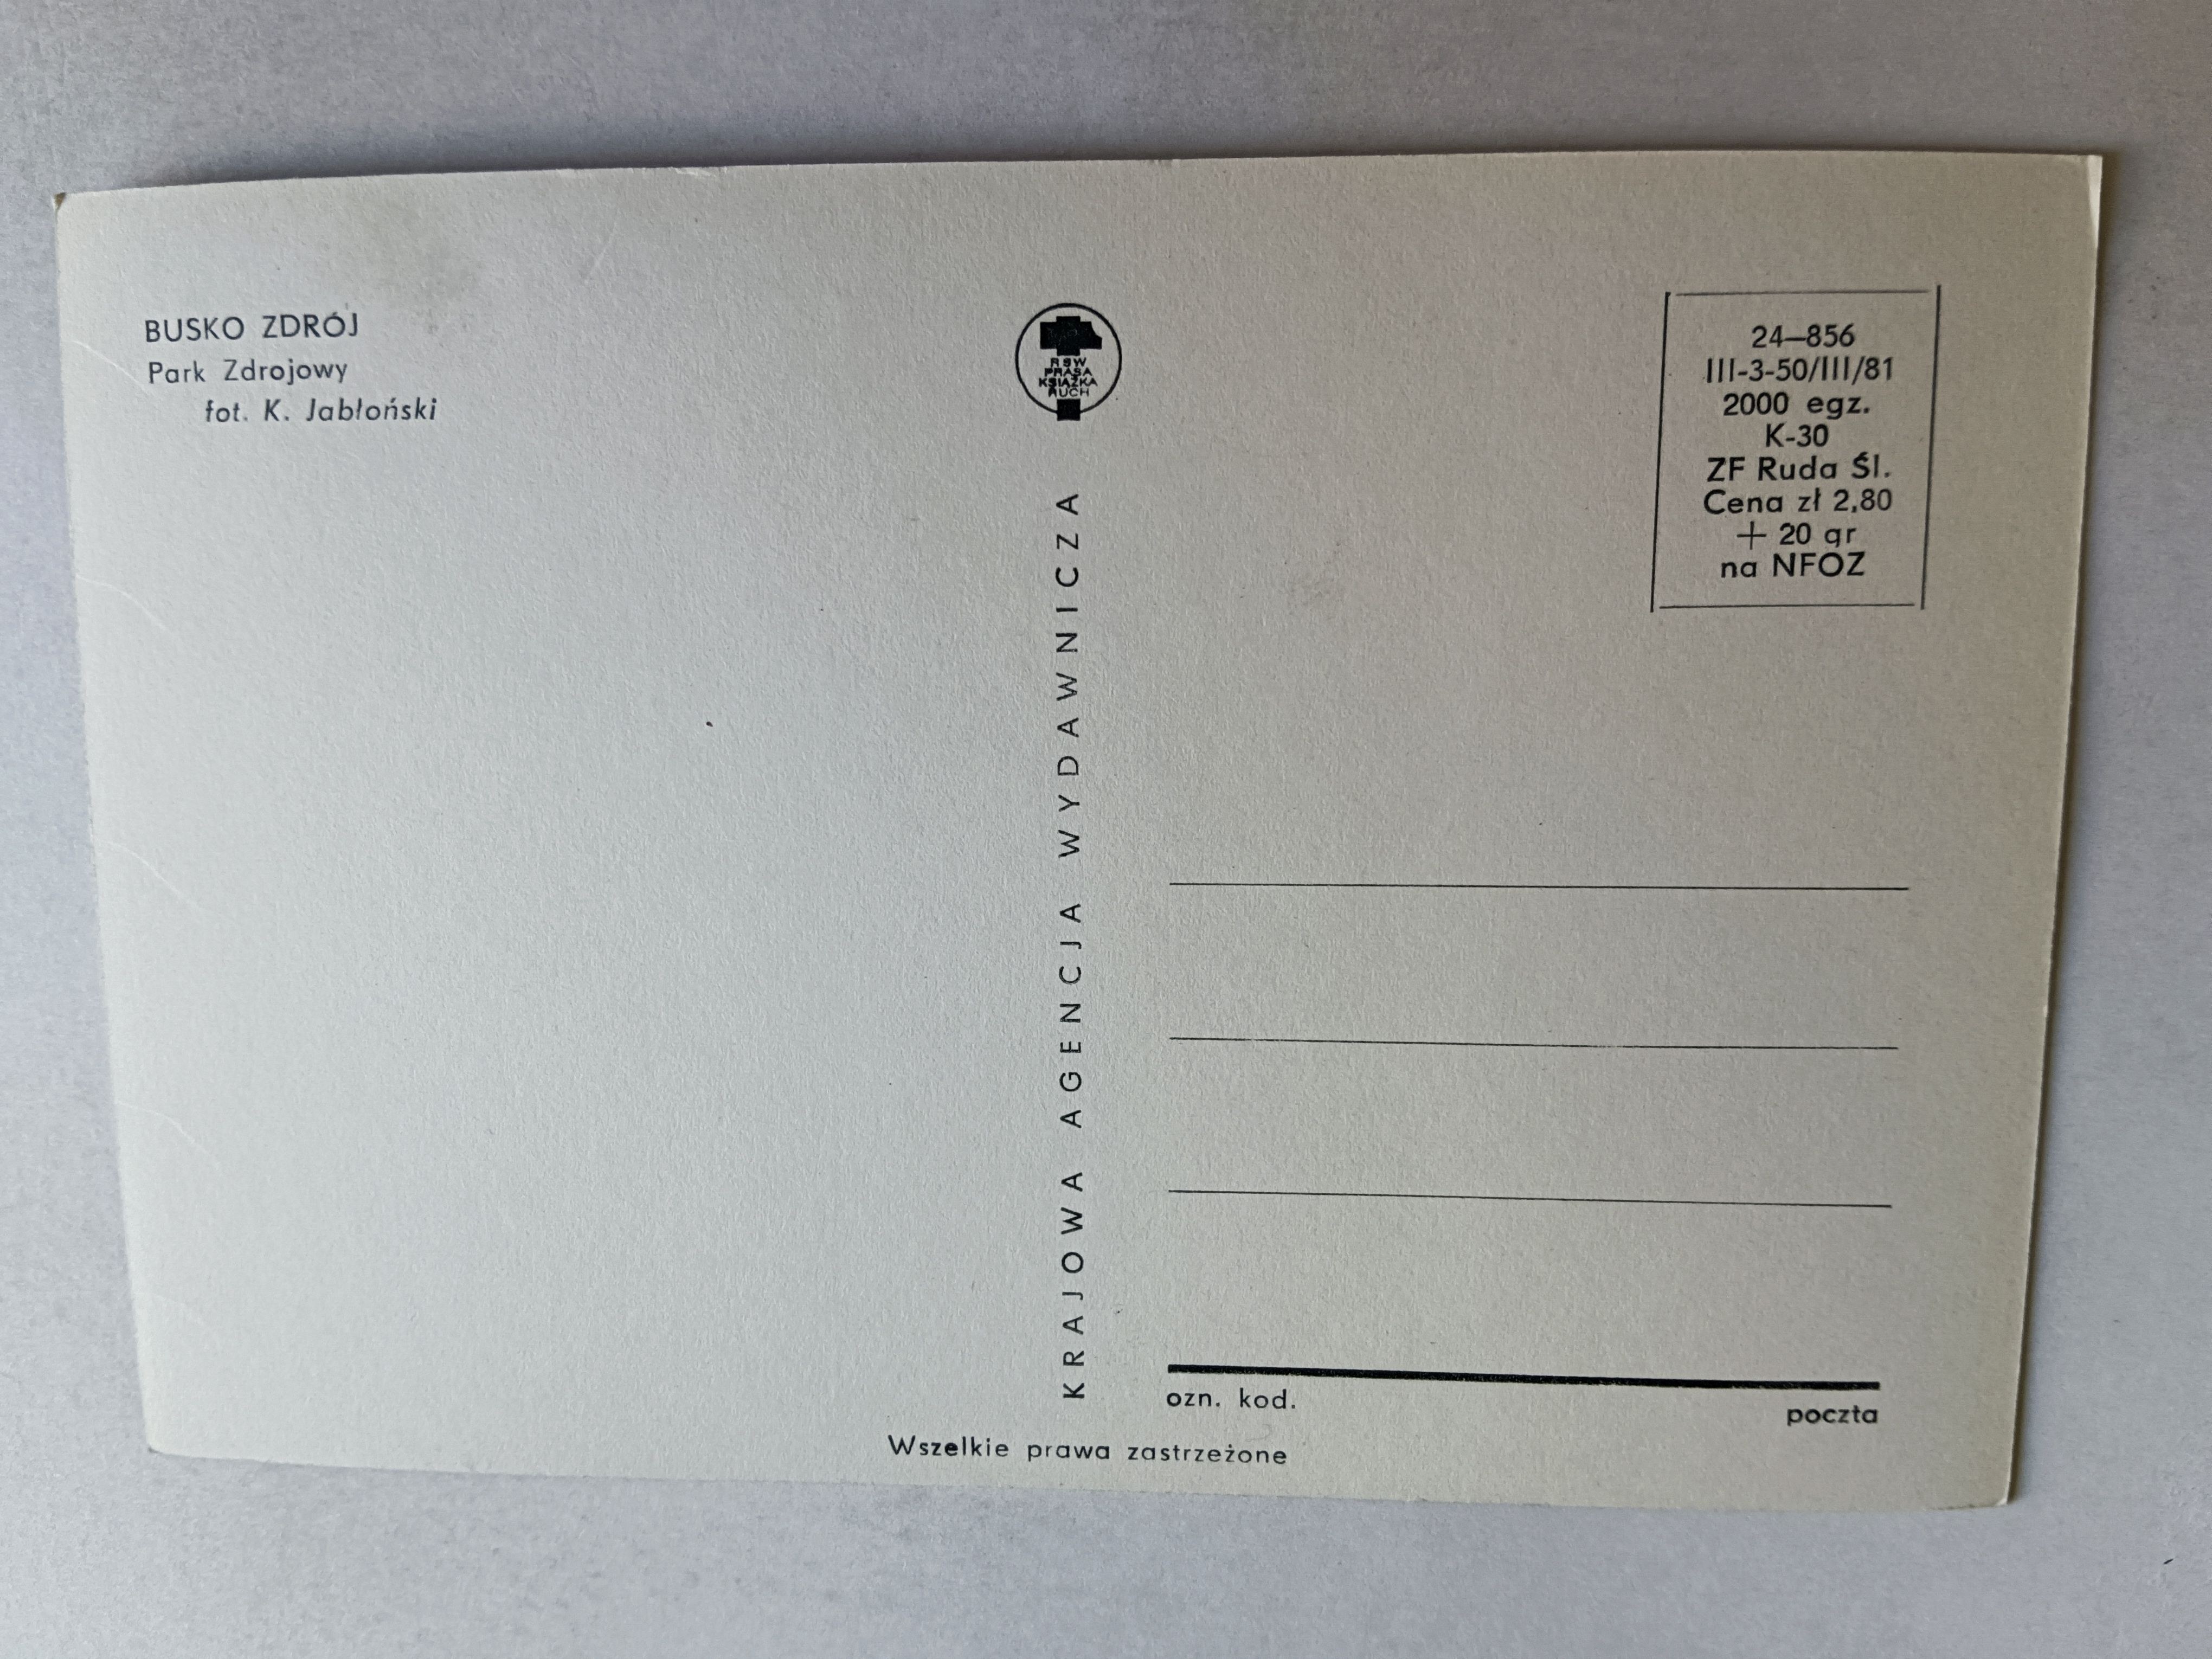 BUSKO ZDRÓJ
Park Zdrojowy
fot. K. Jabłoński
RSW
PRASA
KSIĄŻKA
RUCH
KRAJOWA AGENCJA WYDAWNICZA
24—856
III-3-50/III/81
2000 egz.
K-30
ZF Ruda Śl.
Cena zł 2,80
+ 20 gr
na NFOZ
ozn. kod.
poczta
Wszelkie prawa zastrzeżone